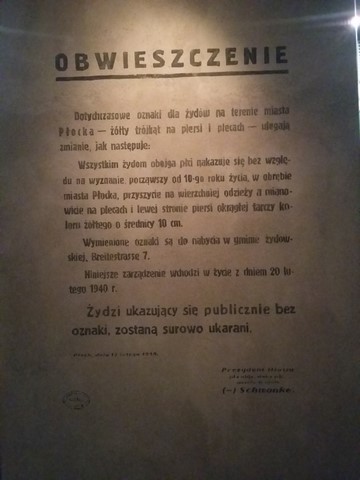 OBWIESZCZENIE
Dotychczasowe oznaki dla żydów na terenie miasta
Płocka — żółty trójkąt na piersi i plecach — ulegają
zmianie, jak następuje:
Wszystkim żydom obojga płci nakazuje się bez wzglę-
du na wyznanie, począwszy od 10-go roku życia, w obrębie
miasta Płocka, przyszycie na wierzchniej odzieży a miano-
wicie na plecach i lewej stronie piersi okrągłej tarczy ko-
loru żółtego o średnicy 10 cm.
Wymienione oznaki są do nabycia w gminie żydow-
skiej, Breitestrasse 7.
Niniejsze zarządzenie wchodzi w życie z dniem 20 lu-
tego 1940 r.
Żydzi ukazujący się publicznie bez
oznaki, zostaną surowo ukarani.
Prezydent Miasta
(—) Schwanke